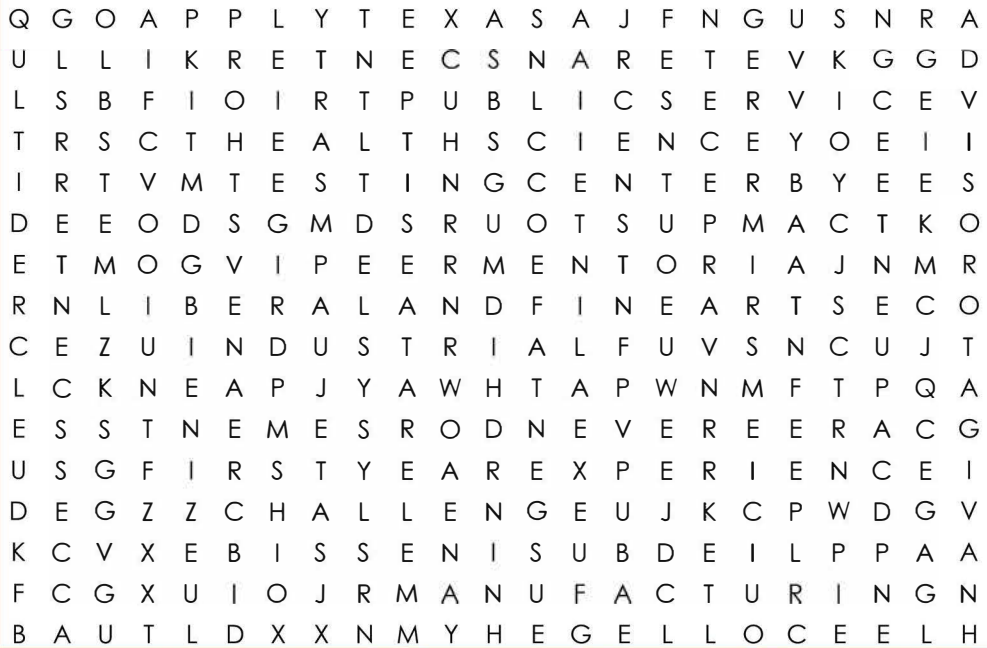 Q G O A P P L Y T E X A S A J F N G U S N R A
U L L I K R E T N E C S N A R E T E V K G G D
L S B F I O I R T P U B L I C S E R V I C E V
T R S C T H E A L T H S C I E N C E Y O E I I
I R T V M T E S T I N G C E N T E R B Y E E S
D E E O D S G M D S R U O T S U P M A C T K O
E T M O G V I P E E R M E N T O R I A J N M R
R N L I B E R A L A N D F I N E A R T S E C O
C E Z U I N D U S T R I A L F U V S N C U J T
L C K N E A P J Y A W H T A P W N M F T P Q A
E S S T N E M E S R O D N E V E R E E R A C G
U S G F I R S T Y E A R E X P E R I E N C E I
D E G Z Z C H A L L E N G E U J K C P W D G V
K C V X E B I S S E N I S U B D E I L P P A A
F C G X U I O J R M A N U F A C T U R I N G N
B A U T L D X X N M Y H E G E L L O C E E L H